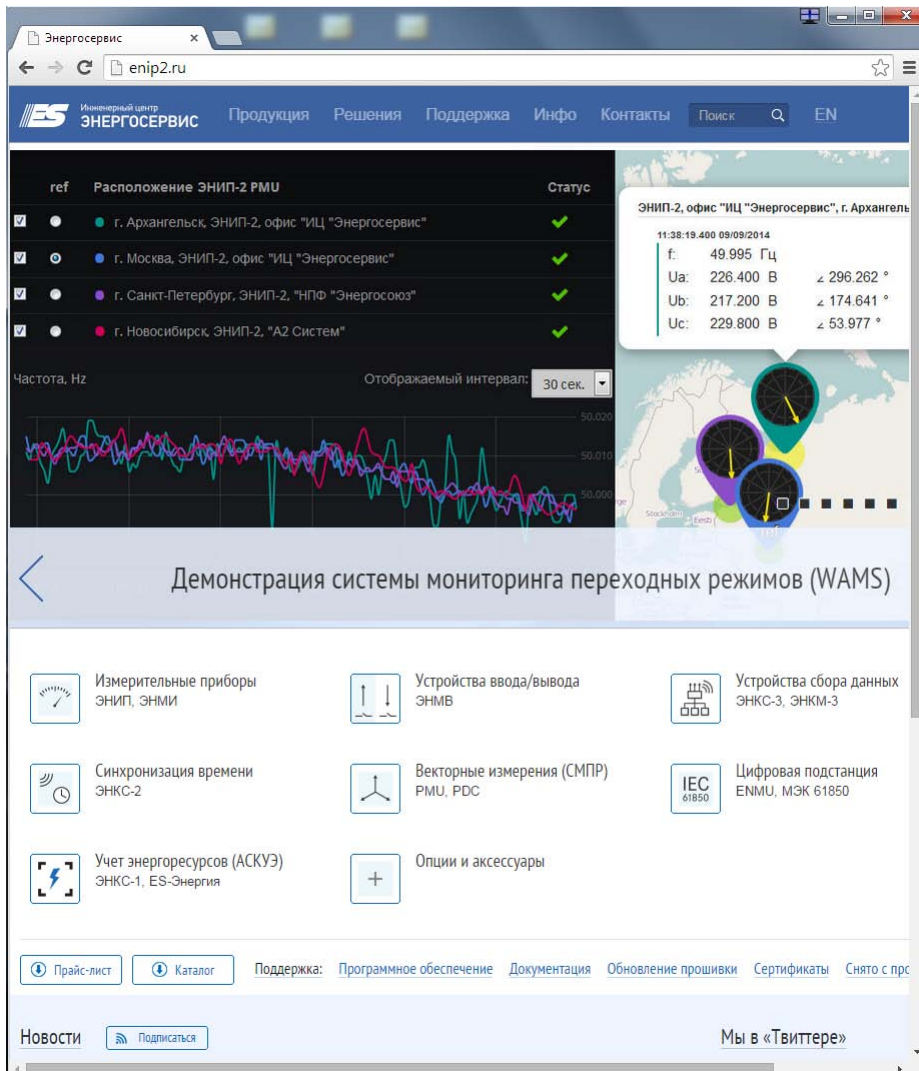 Энергосервис
enip2.ru
ES Инженерный центр ЭНЕРГОСЕРВИС Продукция Решения Поддержка Инфо Контакты Поиск EN
ref Расположение ЭНИП-2 PMU Статус
г. Архангельск, ЭНИП-2, офис "ИЦ "Энергосервис"
г. Москва, ЭНИП-2, офис "ИЦ "Энергосервис"
г. Санкт-Петербург, ЭНИП-2, "НПФ "Энергосоюз"
г. Новосибирск, ЭНИП-2, "А2 Систем"
Частота, Hz Отображаемый интервал: 30 сек.
50.020
50.010
50.000
ЭНИП-2, офис "ИЦ "Энергосервис", г. Архангель
11:38:19.400 09/09/2014
f: 49.995 Гц
Ua: 226.400 В ∠ 296.262 °
Ub: 217.200 В ∠ 174.641 °
Uc: 229.800 В ∠ 53.977 °
Stockholm
Eesti
ref
Демонстрация системы мониторинга переходных режимов (WAMS)
Измерительные приборы
ЭНИП, ЭНМИ
Устройства ввода/вывода
ЭНМВ
Устройства сбора данных
ЭНКС-3, ЭНКМ-3
Синхронизация времени
ЭНКС-2
Векторные измерения (СМПР)
PMU, PDC
IEC
61850
Цифровая подстанция
ENMU, МЭК 61850
Учет энергоресурсов (АСКУЭ)
ЭНКС-1, ES-Энергия
Опции и аксессуары
Прайс-лист Каталог Поддержка: Программное обеспечение Документация Обновление прошивки Сертификаты Снято с про
Новости Подписаться Мы в «Твиттере»